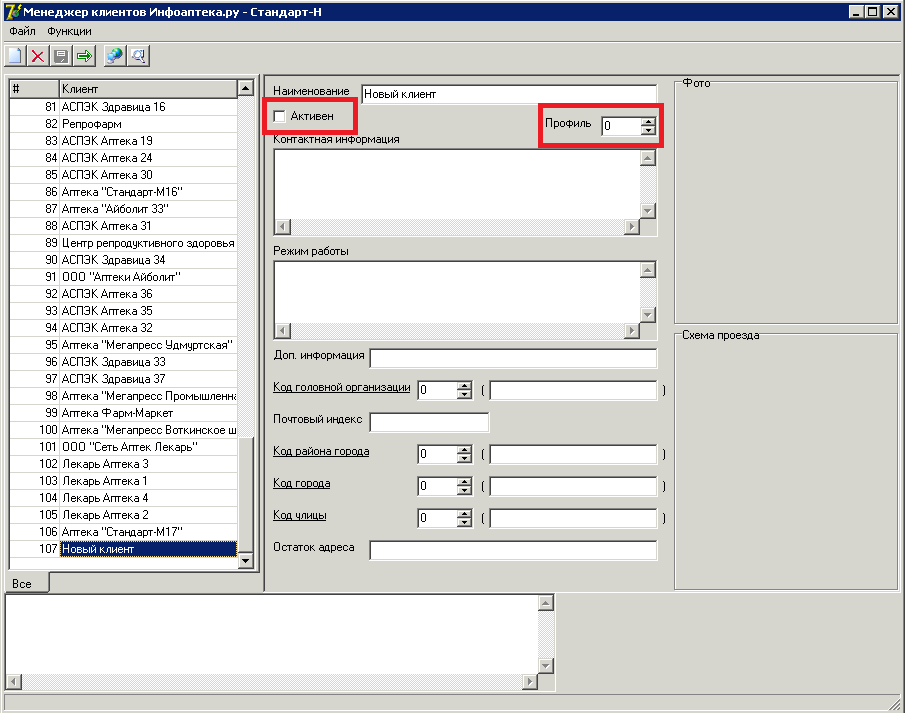 Менеджер клиентов Инфоаптека.ру - Стандарт-Н
Файл Функции
# Клиент
81 АСПЭК Здравица 16
82 Репрофарм
83 АСПЭК Аптека 19
84 АСПЭК Аптека 24
85 АСПЭК Аптека 30
86 Аптека "Стандарт-М16"
87 Аптека "Айболит 33"
88 АСПЭК Аптека 31
89 Центр репродуктивного здоровья
90 АСПЭК Здравица 34
91 ООО "Аптеки Айболит"
92 АСПЭК Аптека 36
93 АСПЭК Аптека 35
94 АСПЭК Аптека 32
95 Аптека "Мегапресс Удмуртская"
96 АСПЭК Здравица 33
97 АСПЭК Здравица 37
98 Аптека "Мегапресс Промышленна
99 Аптека Фарм-Маркет
100 Аптека "Мегапресс Воткинское ш
101 ООО "Сеть Аптек Лекарь"
102 Лекарь Аптека 3
103 Лекарь Аптека 1
104 Лекарь Аптека 4
105 Лекарь Аптека 2
106 Аптека "Стандарт-М17"
107 Новый клиент
Все
Наименование Новый клиент
Активен
Профиль 0
Контактная информация
Режим работы
Доп. информация
Код головной организации 0 ( )
Почтовый индекс
Код района города 0 ( )
Код города 0 ( )
Код улицы 0 ( )
Остаток адреса
Фото
Схема проезда